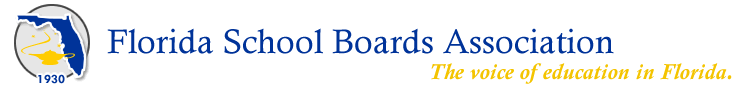 Florida School Boards Association
The voice of education in Florida.
1930